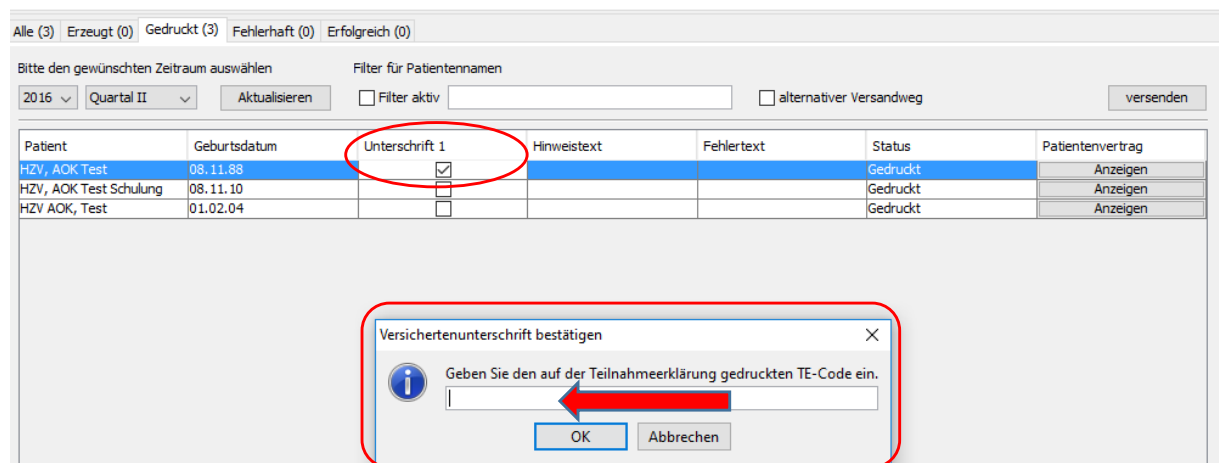 Alle (3) Erzeugt (0) Gedruckt (3) Fehlerhaft (0) Erfolgreich (0)
Bitte den gewünschten Zeitraum auswählen Filter für Patientennamen
2016 Quartal II Aktualisieren Filter aktiv alternativer Versandweg versenden
Patient Geburtsdatum Unterschrift 1 Hinweistext Fehlertext Status Patientenvertrag
HZV, AOK Test 08.11.88 Gedruckt Anzeigen
HZV, AOK Test Schulung 08.11.10 Gedruckt Anzeigen
HZV AOK, Test 01.02.04 Gedruckt Anzeigen
Versichertenunterschrift bestätigen
Geben Sie den auf der Teilnahmeerklärung gedruckten TE-Code ein.
OK Abbrechen